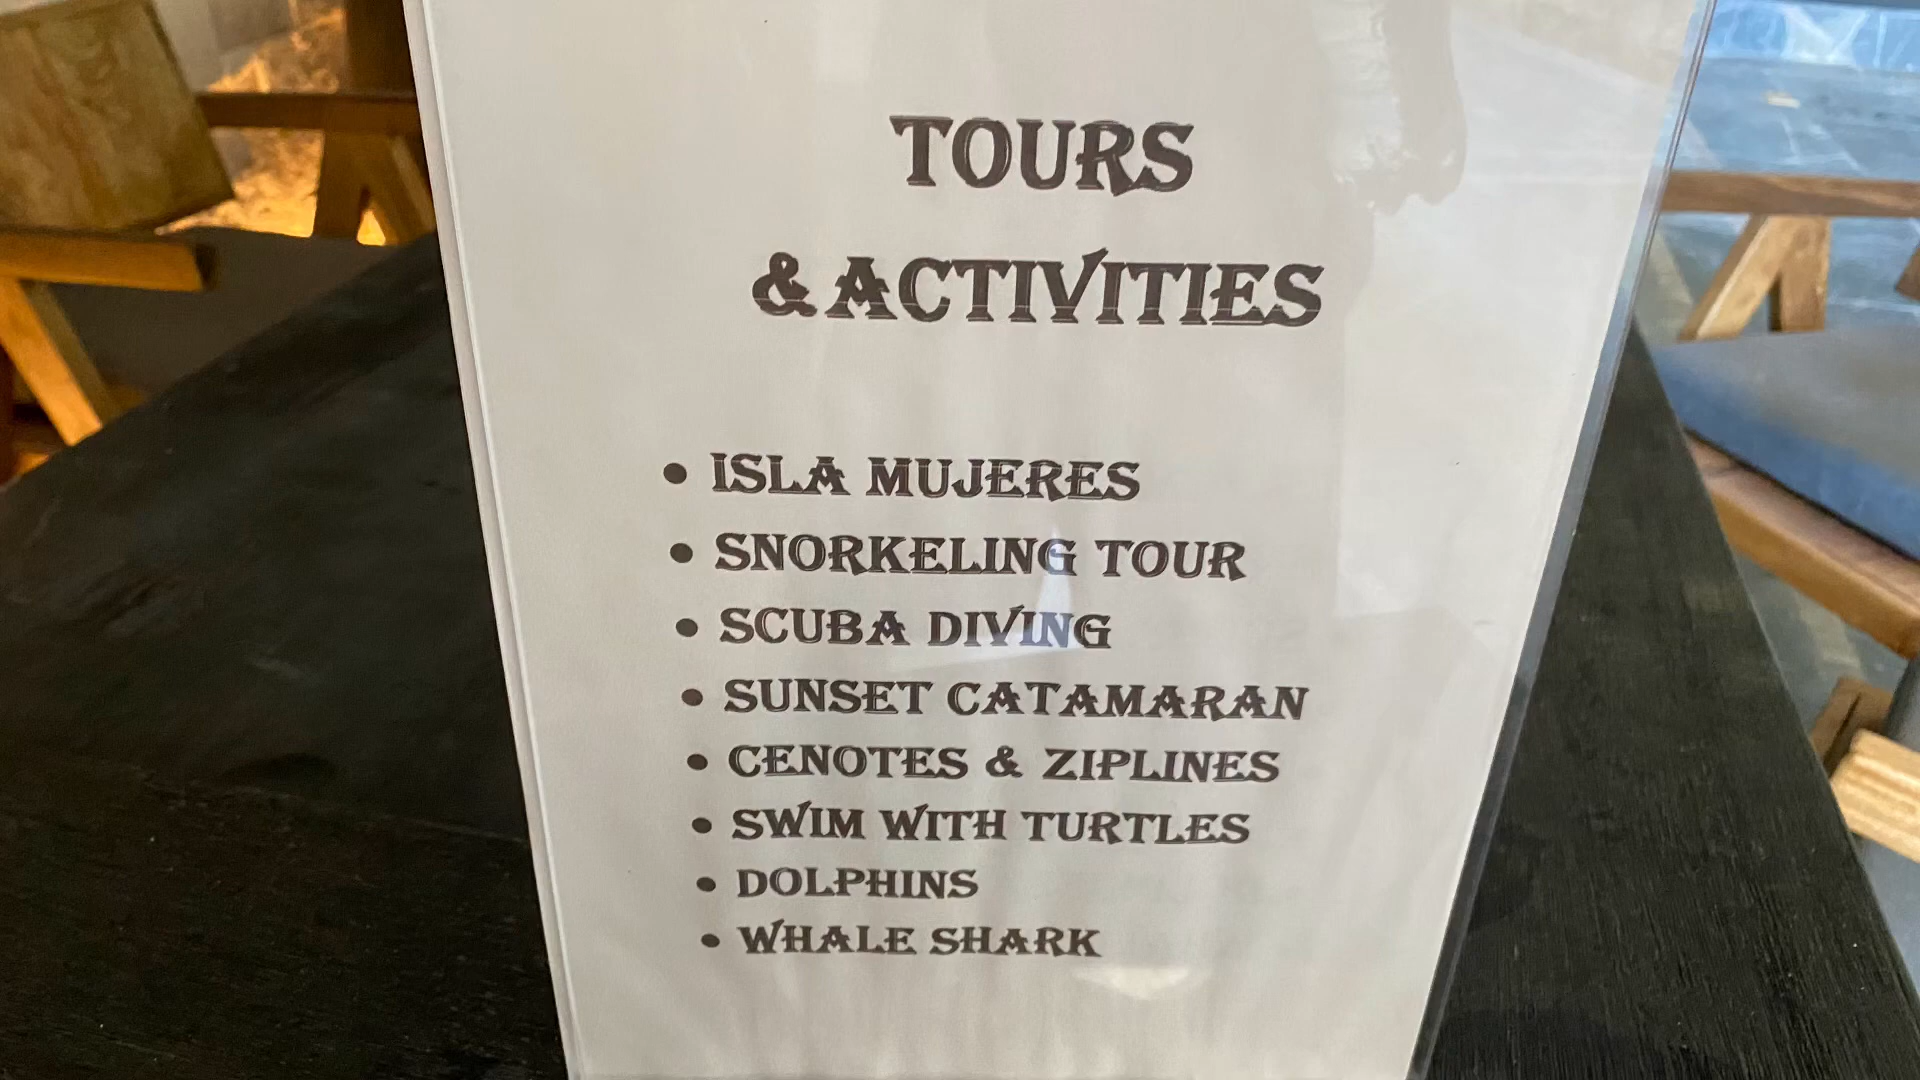 TOURS
& ACTIVITIES
• ISLA MUJERES
• SNORKELING TOUR
• SCUBA DIVING
• SUNSET CATAMARAN
• CENOTES & ZIPLINES
• SWIM WITH TURTLES
• DOLPHINS
• WHALE SHARK